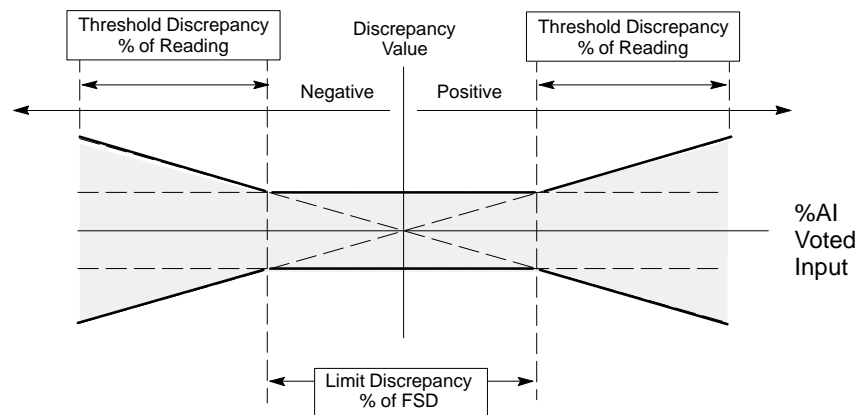 Threshold Discrepancy
% of Reading
Discrepancy
Value
Threshold Discrepancy
% of Reading
Negative
Positive
%AI
Voted
Input
Limit Discrepancy
% of FSD